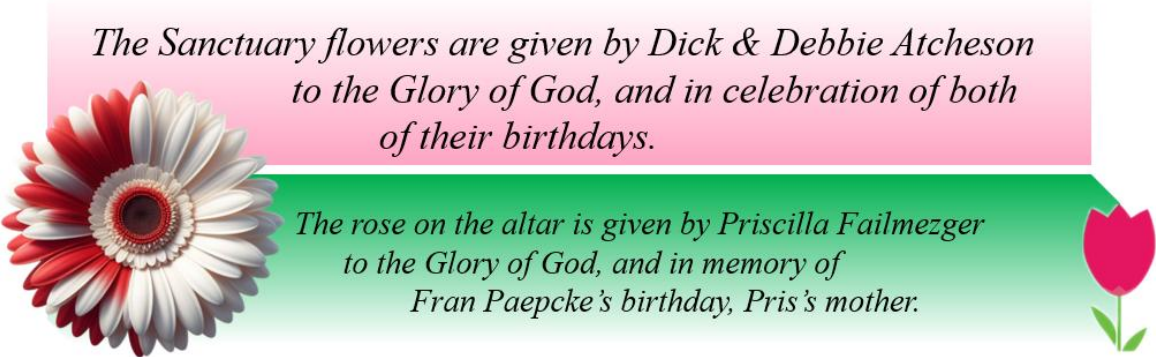 The Sanctuary flowers are given by Dick & Debbie Atcheson
to the Glory of God, and in celebration of both
of their birthdays.
The rose on the altar is given by Priscilla Failmezger
to the Glory of God, and in memory of
Fran Paepcke’s birthday, Pris’s mother.